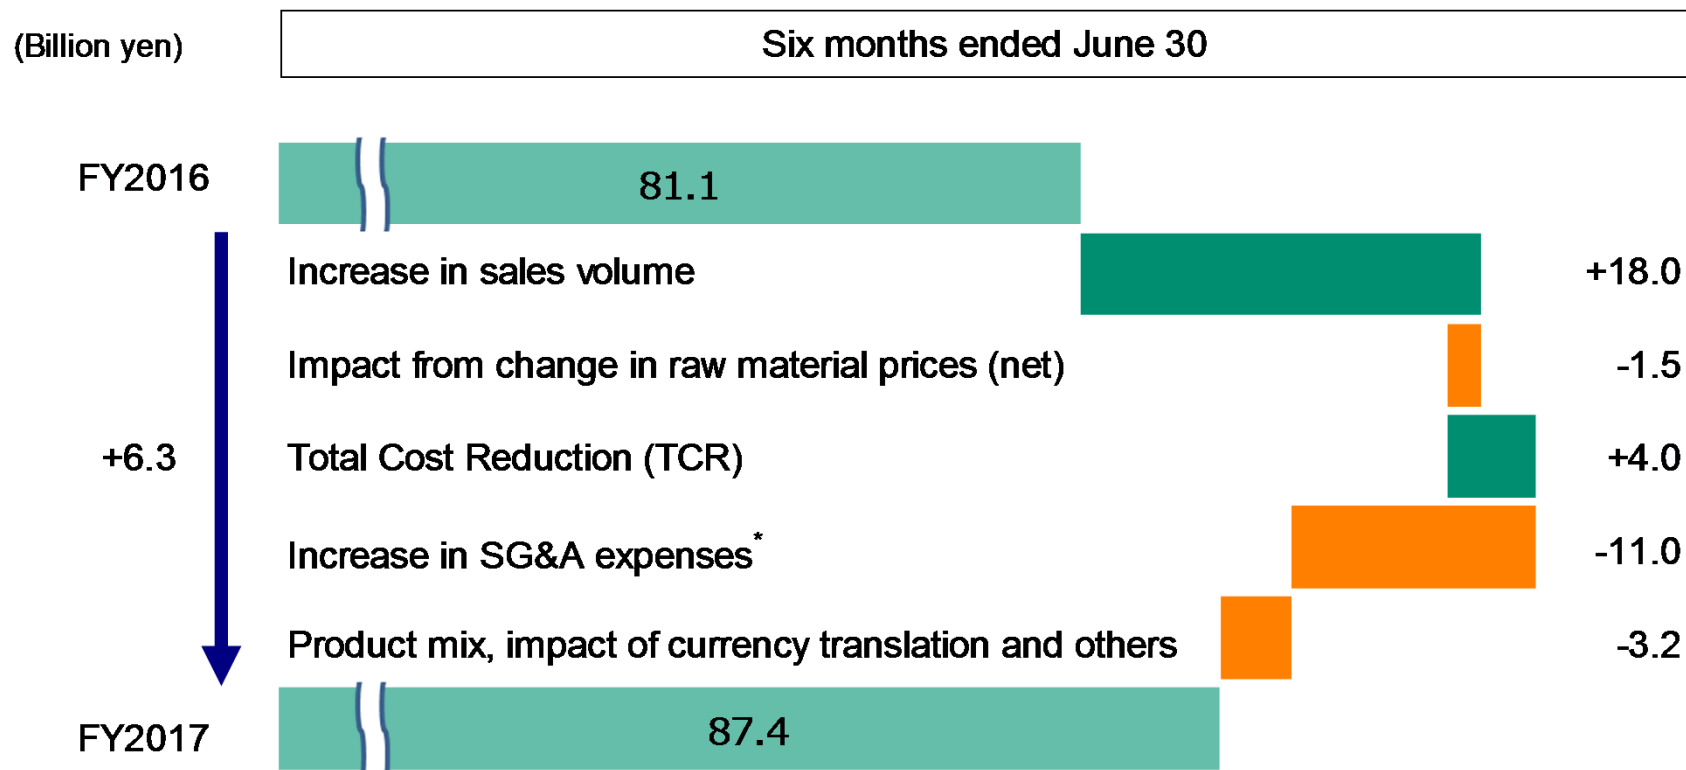 (Billion yen)
Six months ended June 30
FY2016
81.1
Increase in sales volume
+18.0
Impact from change in raw material prices (net)
-1.5
+6.3
Total Cost Reduction (TCR)
+4.0
Increase in SG&A expenses*
-11.0
Product mix, impact of currency translation and others
-3.2
FY2017
87.4